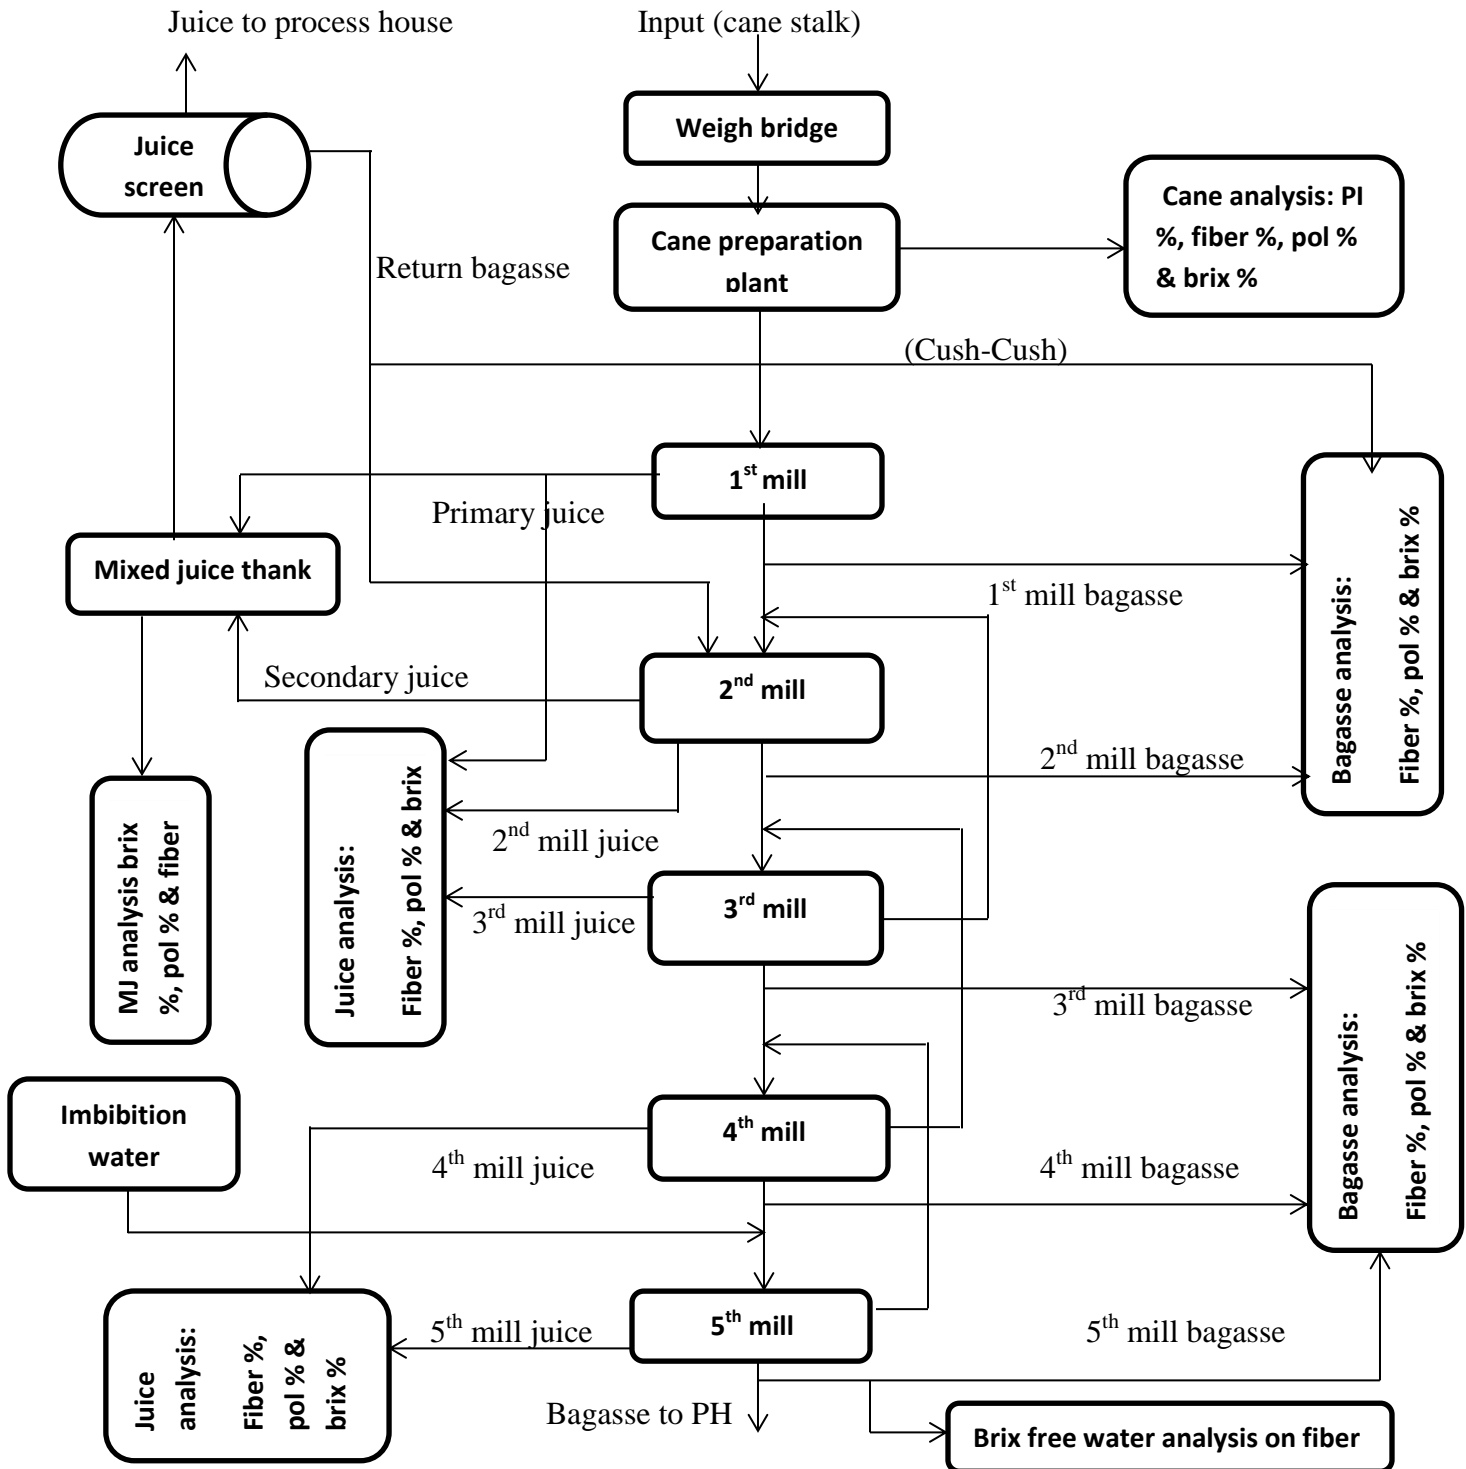 Juice to process house
Input (cane stalk)
Weigh bridge
Juice
screen
Cane analysis: PI
%, fiber %, pol %
& brix %
Cane preparation
plant
Return bagasse
(Cush-Cush)
1st mill
Primary juice
Mixed juice thank
1st mill bagasse
Bagasse analysis:
Fiber %, pol % & brix %
Secondary juice
2nd mill
2nd mill bagasse
MJ analysis brix
%, pol % & fiber
Juice analysis:
Fiber %, pol % & brix
2nd mill juice
3rd mill
3rd mill juice
3rd mill bagasse
Bagasse analysis:
Fiber %, pol % & brix %
Imbibition
water
4th mill
4th mill juice
4th mill bagasse
5th mill
5th mill juice
5th mill bagasse
Juice
analysis:
Fiber %,
pol % &
brix %
Bagasse to PH
Brix free water analysis on fiber